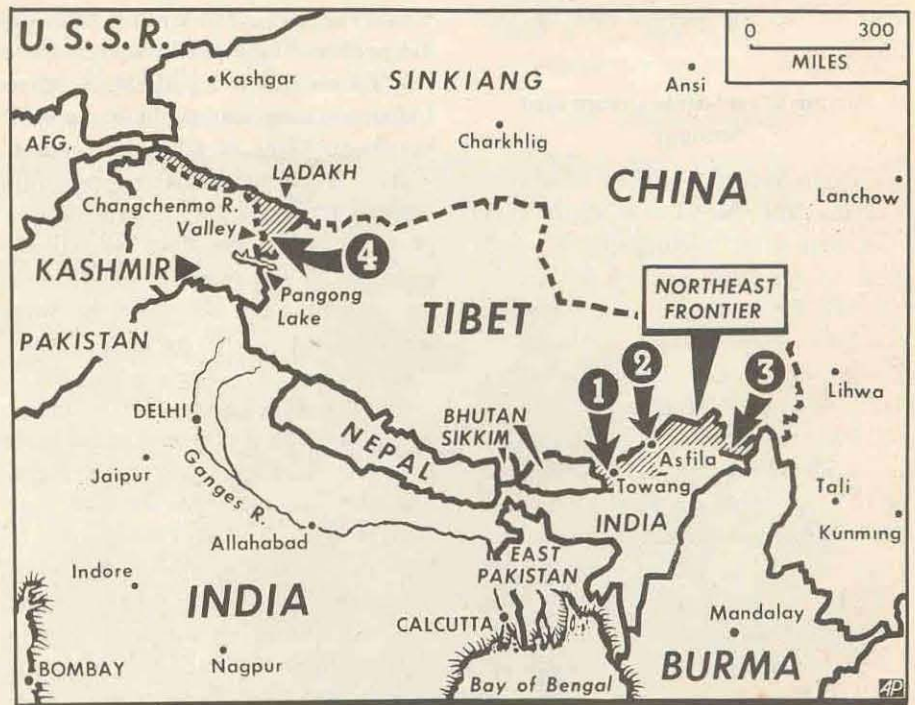 U. S. S. R.
0 300
MILES
Kashgar
SINKIANG
Ansi
AFG.
Charkhlig
LADAKH
CHINA
Lanchow
Changchenmo R.
Valley
4
KASHMIR
Pangong
Lake
TIBET
NORTHEAST
FRONTIER
PAKISTAN
1
2
3
Lihwa
DELHI
NEPAL
BHUTAN
SIKKIM
Asfila
Jaipur
Ganges R.
Towang
Tali
INDIA
Kunming
Allahabad
EAST
PAKISTAN
Indore
INDIA
CALCUTTA
Mandalay
BOMBAY
Nagpur
BURMA
Bay of Bengal
AP